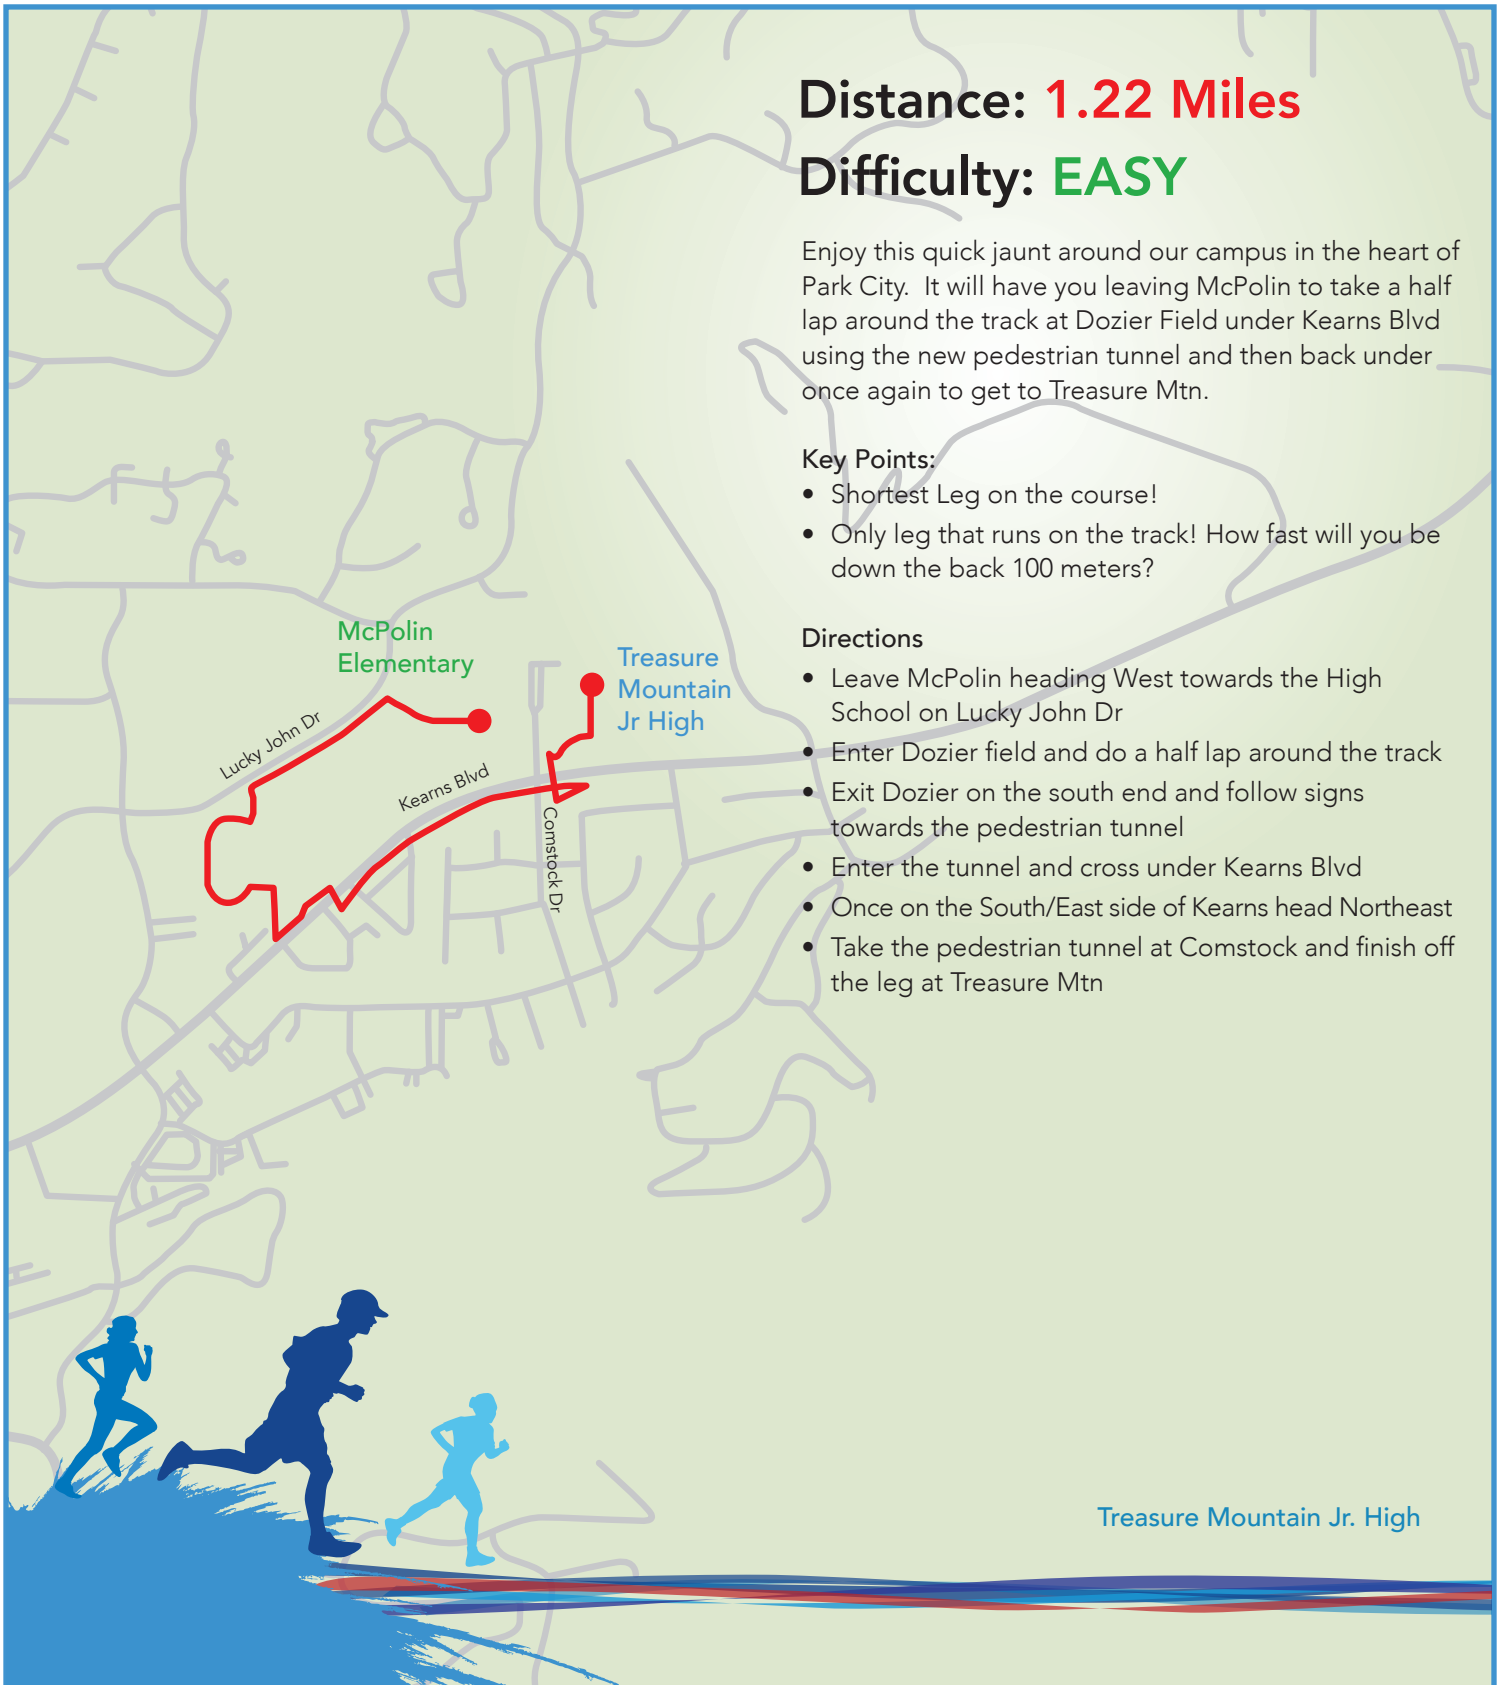 Distance: 1.22 Miles
Difficulty: EASY
Enjoy this quick jaunt around our campus in the heart of
Park City.  It will have you leaving McPolin to take a half
lap around the track at Dozier Field under Kearns Blvd
using the new pedestrian tunnel and then back under
once again to get to Treasure Mtn.
Key Points:
• Shortest Leg on the course!
• Only leg that runs on the track! How fast will you be
down the back 100 meters?
Directions
• Leave McPolin heading West towards the High
School on Lucky John Dr
• Enter Dozier field and do a half lap around the track
• Exit Dozier on the south end and follow signs
towards the pedestrian tunnel
• Enter the tunnel and cross under Kearns Blvd
• Once on the South/East side of Kearns head Northeast
• Take the pedestrian tunnel at Comstock and finish off
the leg at Treasure Mtn
McPolin
Elementary
Treasure
Mountain
Jr High
Lucky John Dr
Kearns Blvd
Comstock Dr
Treasure Mountain Jr. High